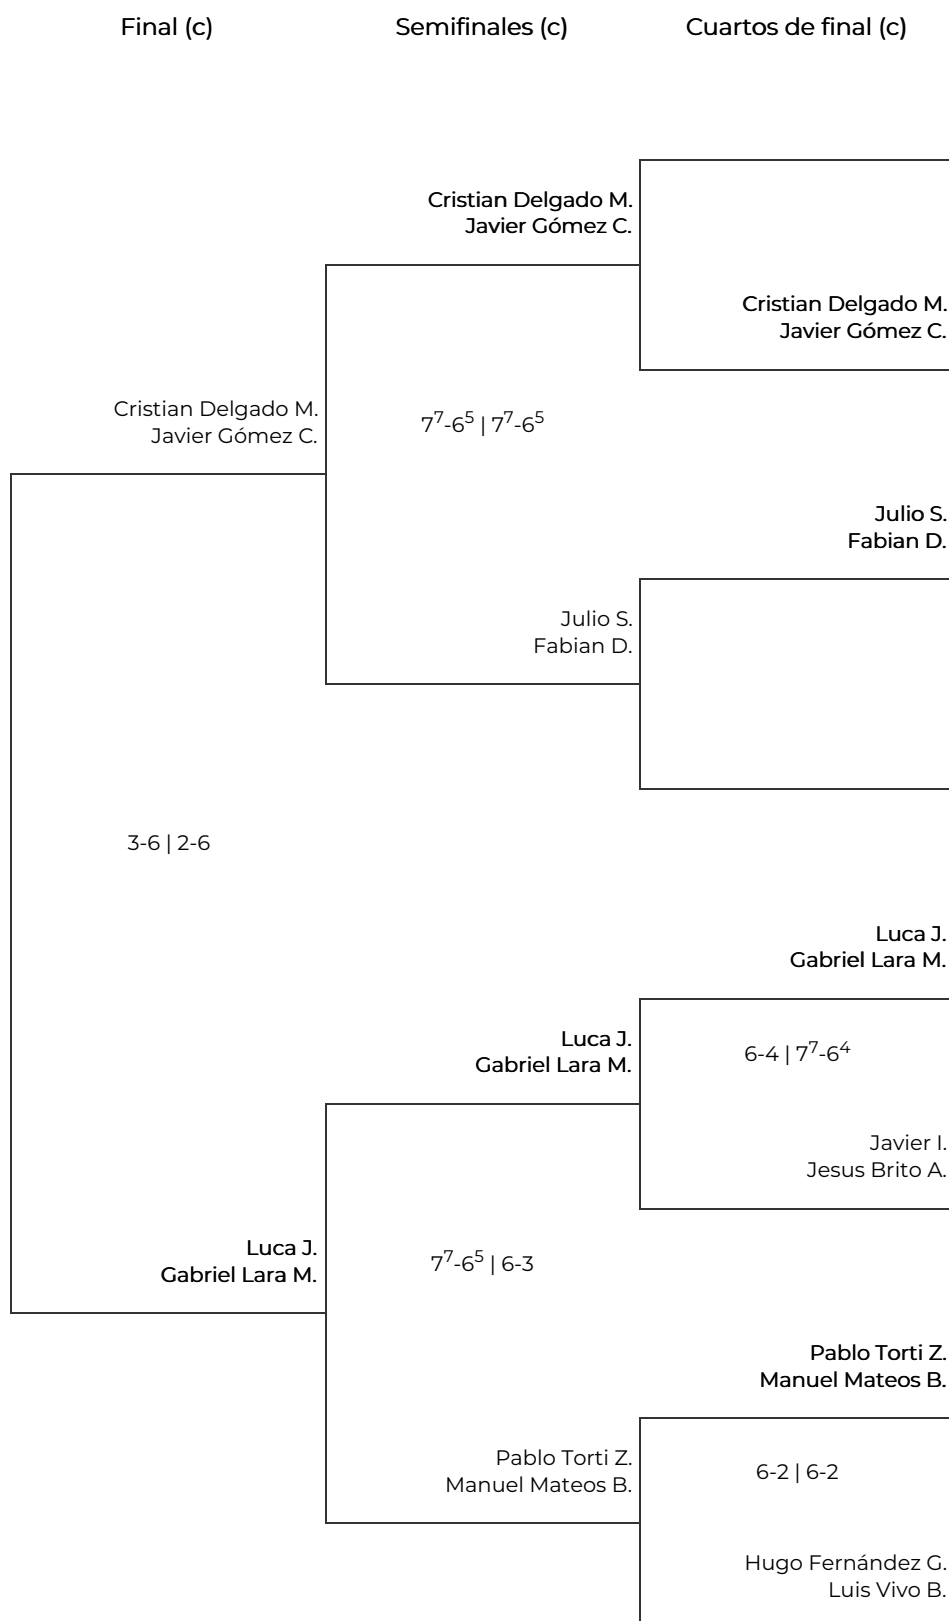 Final (c)
Semifinales (c)
Cuartos de final (c)
Cristian Delgado M.
Javier Gómez C.
Cristian Delgado M.
Javier Gómez C.
Cristian Delgado M.
Javier Gómez C.
7⁷-6⁵ | 7⁷-6⁵
Julio S.
Fabian D.
Julio S.
Fabian D.
3-6 | 2-6
Luca J.
Gabriel Lara M.
Luca J.
Gabriel Lara M.
6-4 | 7⁷-6⁴
Javier I.
Jesus Brito A.
Luca J.
Gabriel Lara M.
7⁷-6⁵ | 6-3
Pablo Torti Z.
Manuel Mateos B.
Pablo Torti Z.
Manuel Mateos B.
6-2 | 6-2
Hugo Fernández G.
Luis Vivo B.